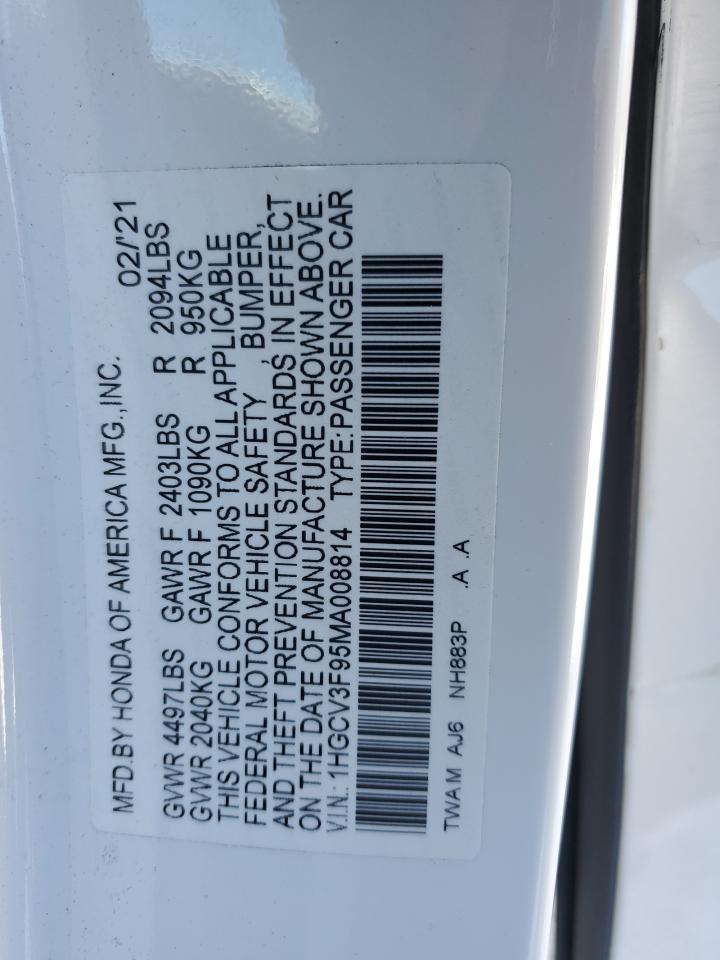 MFD.BY HONDA OF AMERICA MFG.,INC. 02/'21
GVWR 4497LBS GAWR F 2403LBS R 2094LBS
GVWR 2040KG GAWR F 1090KG R 950KG
THIS VEHICLE CONFORMS TO ALL APPLICABLE
FEDERAL MOTOR VEHICLE SAFETY , BUMPER,
AND THEFT PREVENTION STANDARDS IN EFFECT
ON THE DATE OF MANUFACTURE SHOWN ABOVE.
V.I.N.: 1HGCV3F95MA008814 TYPE:PASSENGER CAR
TWAM AJ6 NH883P .A .A